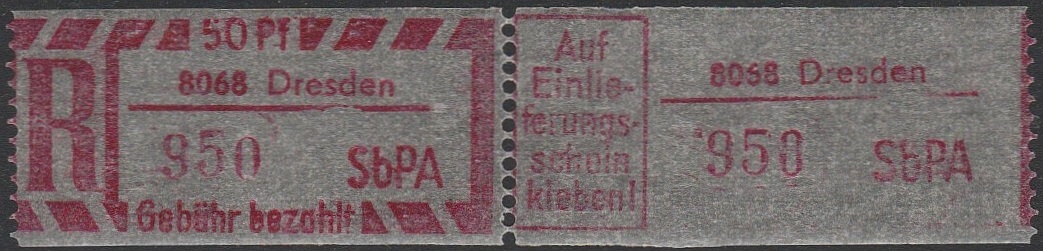 50 Pf
R
8068 Dresden
950
SbPA
Gebühr bezahlt
Auf
Einlie-
ferungs-
schein
kleben!
8068 Dresden
950
SbPA